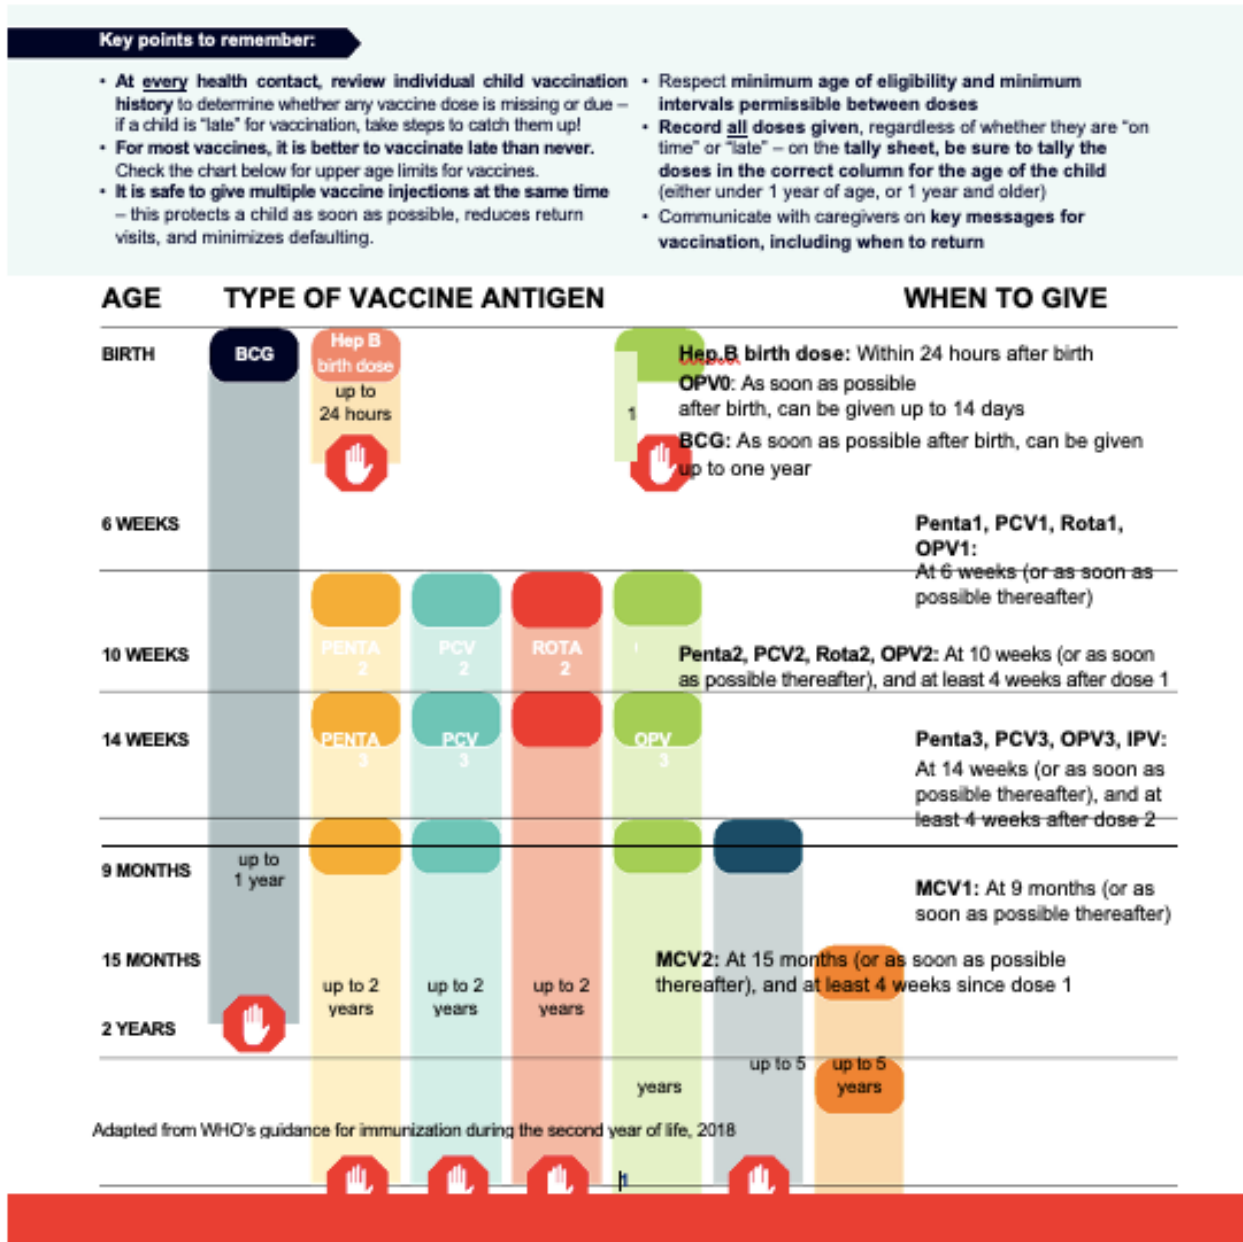 Key points to remember:
• At every health contact, review individual child vaccination
history to determine whether any vaccine dose is missing or due –
if a child is “late” for vaccination, take steps to catch them up!
• For most vaccines, it is better to vaccinate late than never.
Check the chart below for upper age limits for vaccines.
• It is safe to give multiple vaccine injections at the same time
– this protects a child as soon as possible, reduces return
visits, and minimizes defaulting.
• Respect minimum age of eligibility and minimum
intervals permissible between doses
• Record all doses given, regardless of whether they are “on
time” or “late” – on the tally sheet, be sure to tally the
doses in the correct column for the age of the child
(either under 1 year of age, or 1 year and older)
• Communicate with caregivers on key messages for
vaccination, including when to return
AGE
TYPE OF VACCINE ANTIGEN
WHEN TO GIVE
BIRTH
BCG
Hep B
birth dose
up to
24 hours
1
Hep.B birth dose: Within 24 hours after birth
OPV0: As soon as possible
after birth, can be given up to 14 days
BCG: As soon as possible after birth, can be given
up to one year
6 WEEKS
Penta1, PCV1, Rota1,
OPV1:
At 6 weeks (or as soon as
possible thereafter)
10 WEEKS
PENTA
2
PCV
2
ROTA
2
Penta2, PCV2, Rota2, OPV2: At 10 weeks (or as soon
as possible thereafter), and at least 4 weeks after dose 1
14 WEEKS
PENTA
3
PCV
3
OPV
3
Penta3, PCV3, OPV3, IPV:
At 14 weeks (or as soon as
possible thereafter), and at
least 4 weeks after dose 2
9 MONTHS
up to
1 year
MCV1: At 9 months (or as
soon as possible thereafter)
15 MONTHS
MCV2: At 15 months (or as soon as possible
thereafter), and at least 4 weeks since dose 1
up to 2
years
up to 2
years
up to 2
years
2 YEARS
up to 5
up to 5
years
years
Adapted from WHO's guidance for immunization during the second year of life, 2018
1